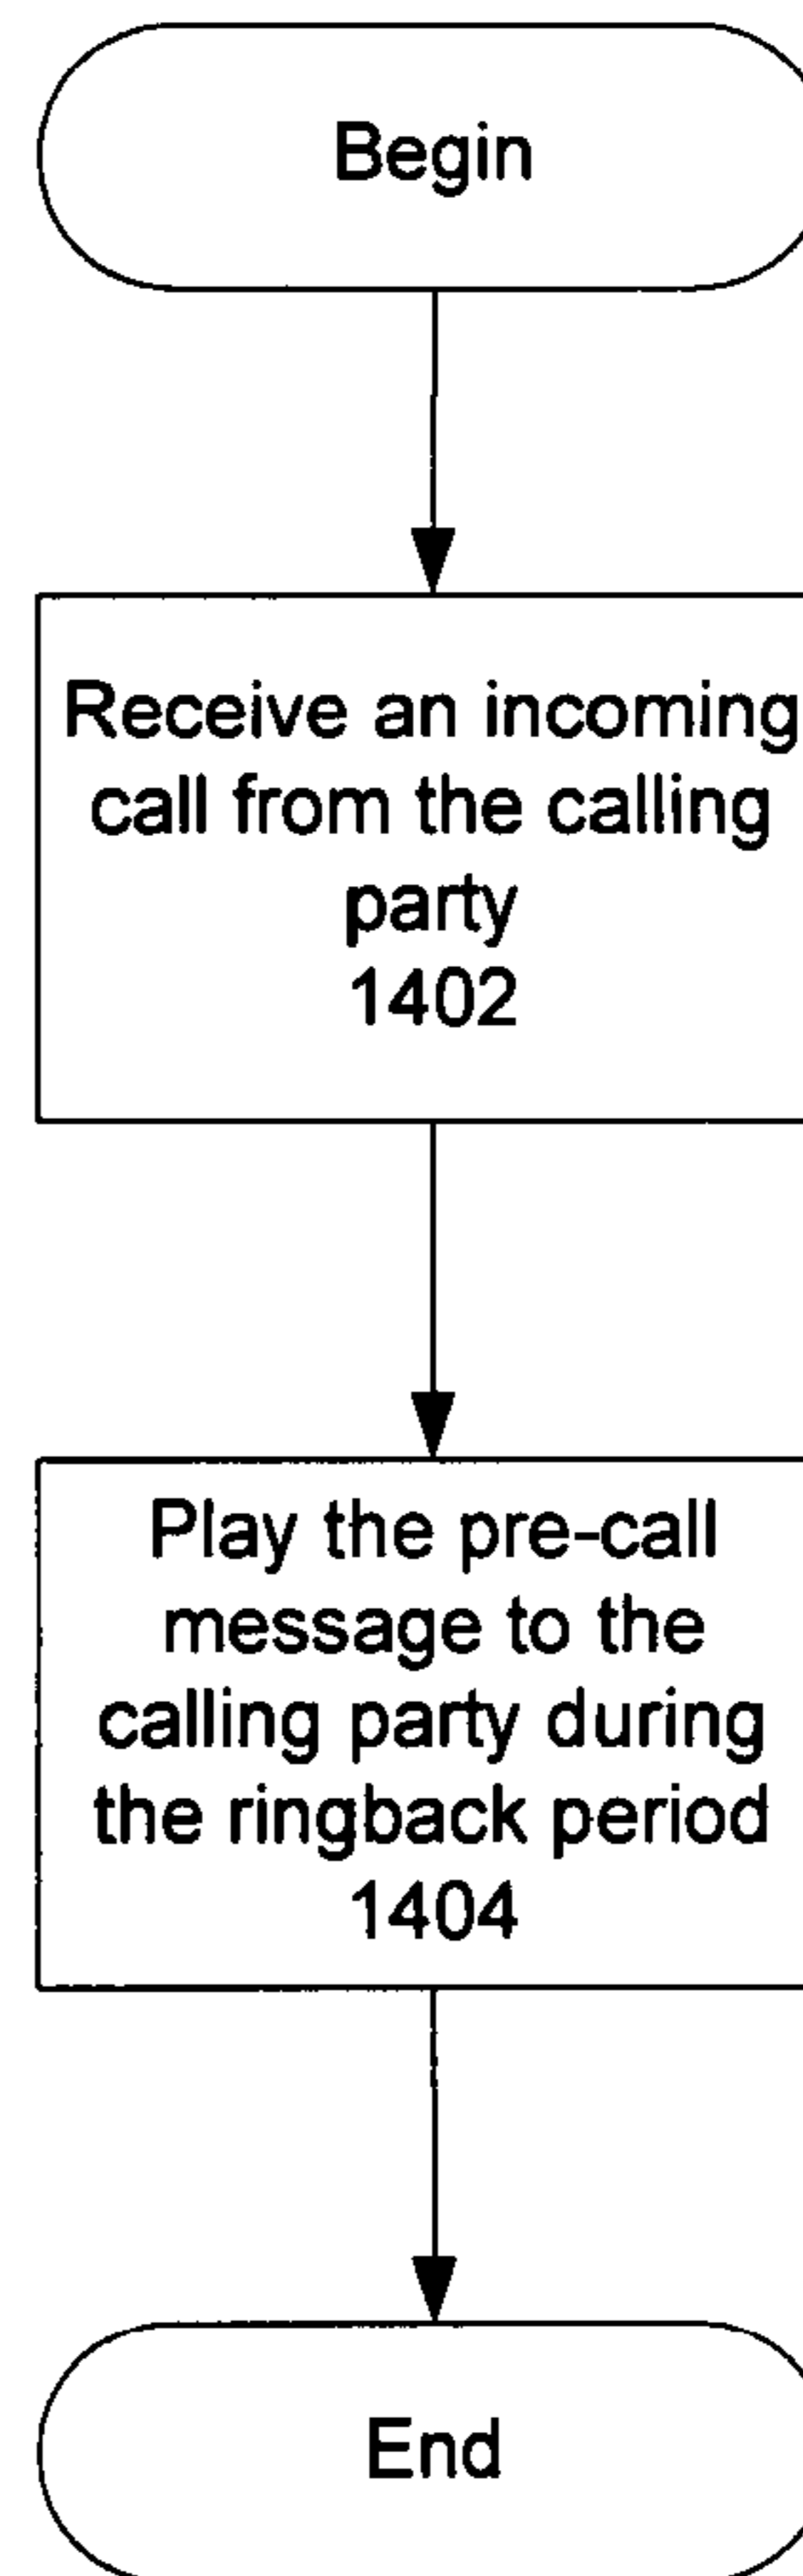 Begin
Receive an incoming
call from the calling
party
1402
Play the pre-call
message to the
calling party during
the ringback period
1404
End